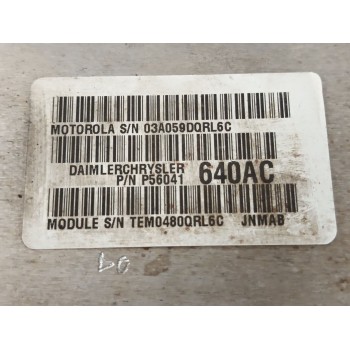 MOTOROLA S/N 03A059DQRL6C
DAIMLERCHRYSLER
P/N P56041 640AC
MODULE S/N TEM0480QRL6C JNMAB